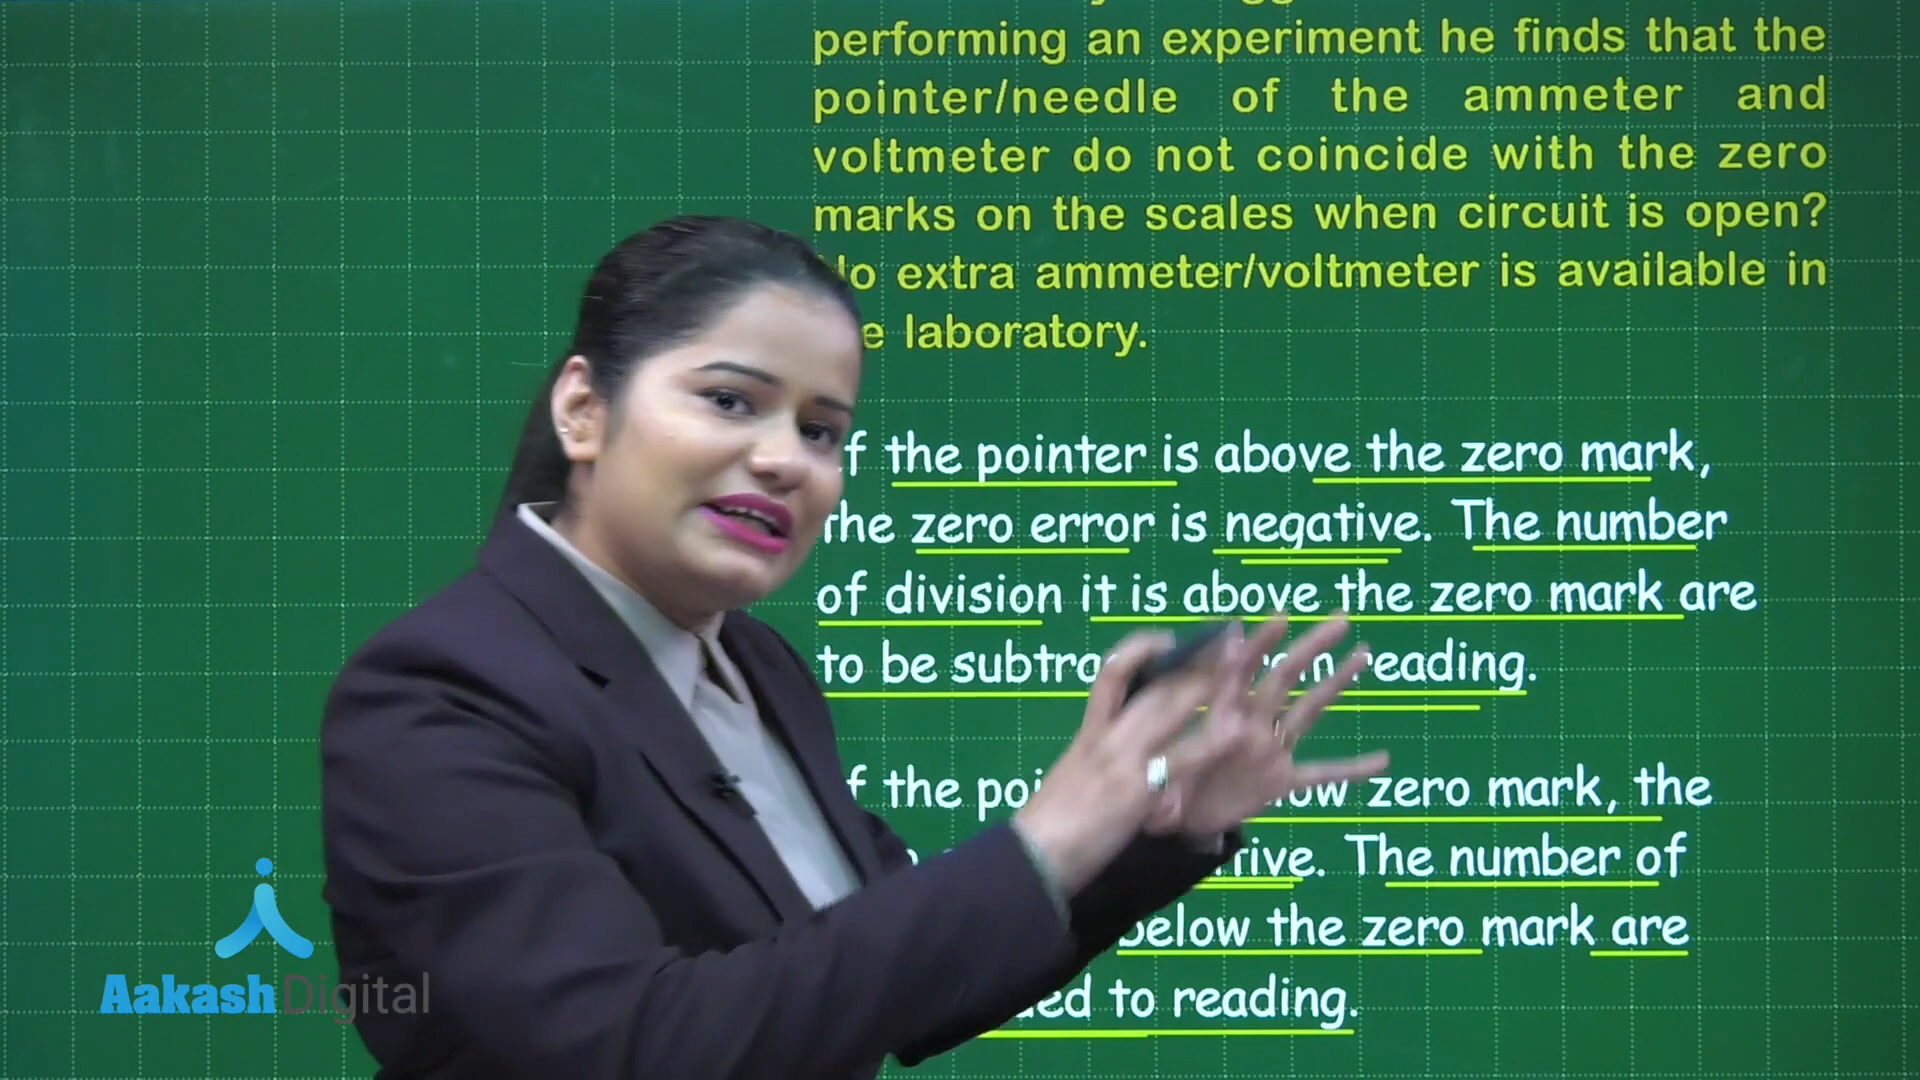 performing an experiment he finds that the
pointer/needle of the ammeter and
voltmeter do not coincide with the zero
marks on the scales when circuit is open?
extra ammeter/voltmeter is available in
laboratory.
the pointer is above the zero mark,
the zero error is negative. The number
of division it is above the zero mark are
to be reading.
the zero mark, the
The number of
below the zero mark are
to reading.
Aakash Digital